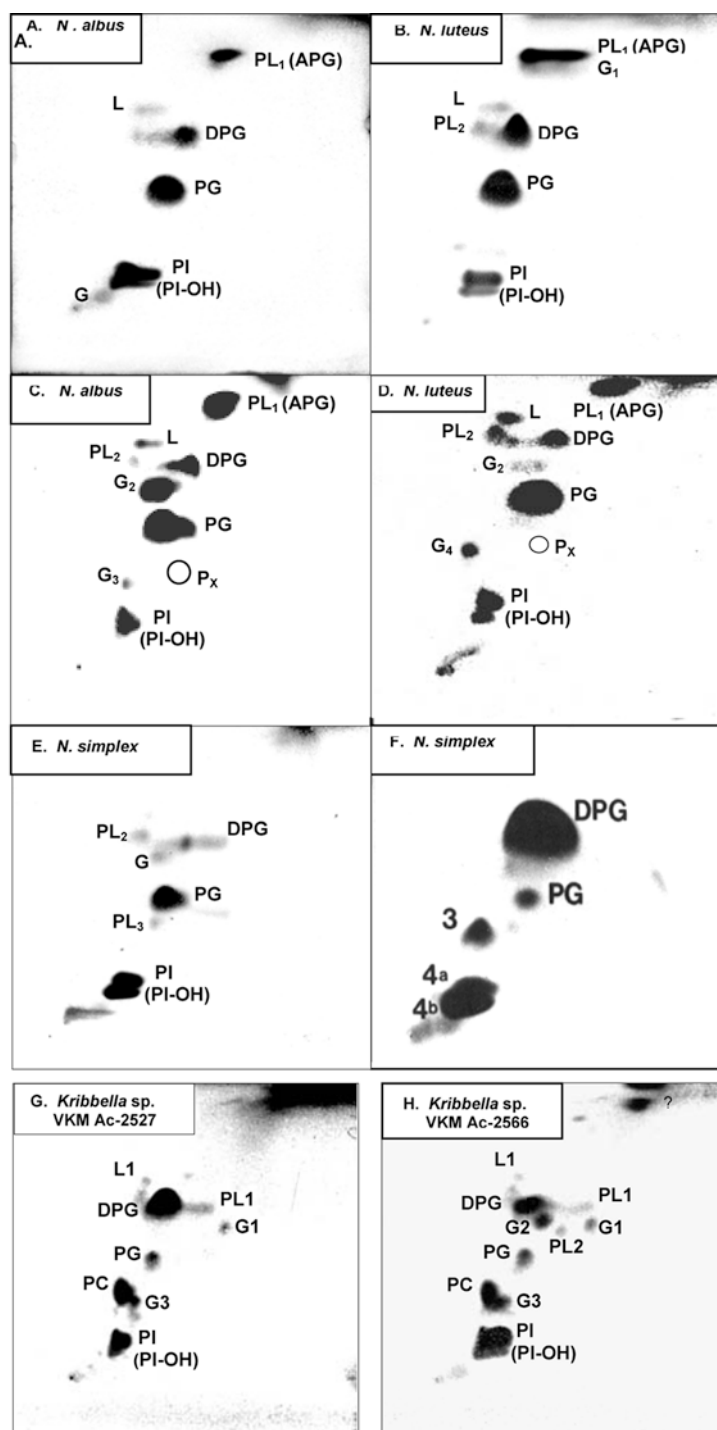 A. N. albus
A.
PL1 (APG)
L
DPG
PG
PI
(PI-OH)
G
B. N. luteus
PL1 (APG)
G1
L
PL2
DPG
PG
PI
(PI-OH)
C. N. albus
PL1 (APG)
L
PL2
DPG
G2
PG
G3
PX
PI
(PI-OH)
D. N. luteus
PL1 (APG)
L
PL2
DPG
G2
PG
G4
PX
PI
(PI-OH)
E. N. simplex
PL2
DPG
G
PG
PL3
PI
(PI-OH)
F. N. simplex
DPG
PG
3
4a
4b
G. Kribbella sp.
VKM Ac-2527
L1
DPG
PL1
G1
PG
PC
G3
PI
(PI-OH)
H. Kribbella sp.
VKM Ac-2566
?
L1
DPG
PL1
G2
PL2
G1
PG
PC
G3
PI
(PI-OH)